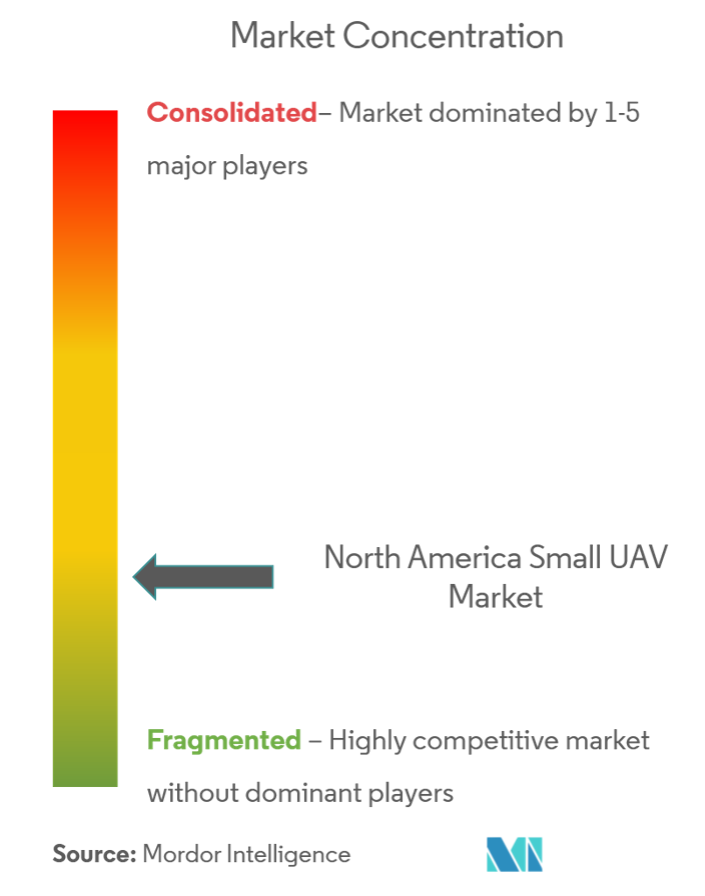 Market Concentration
Consolidated– Market dominated by 1-5
major players
North America Small UAV
Market
Fragmented – Highly competitive market
without dominant players
Source: Mordor Intelligence